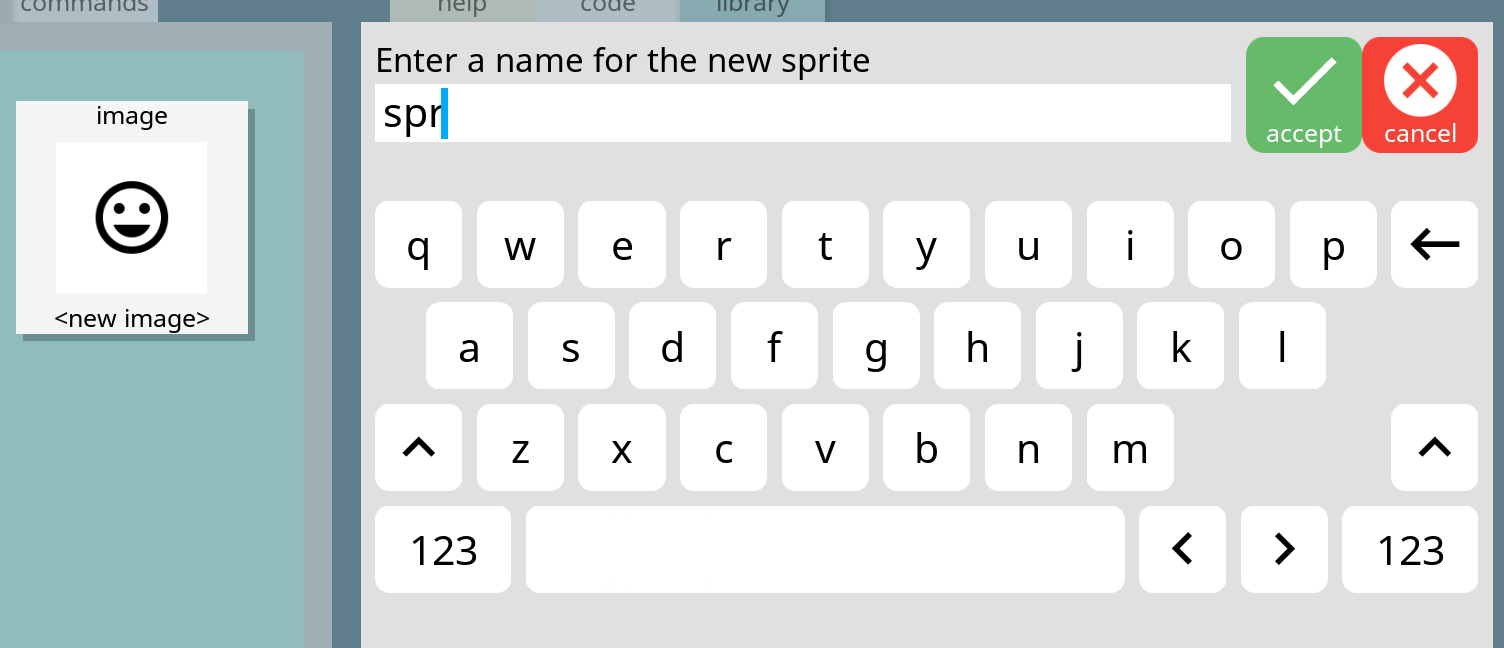 commands
help
code
library
image
<new image>
Enter a name for the new sprite
spr
accept
cancel
q w e r t y u i o p
a s d f g h j k l
z x c v b n m
123
123